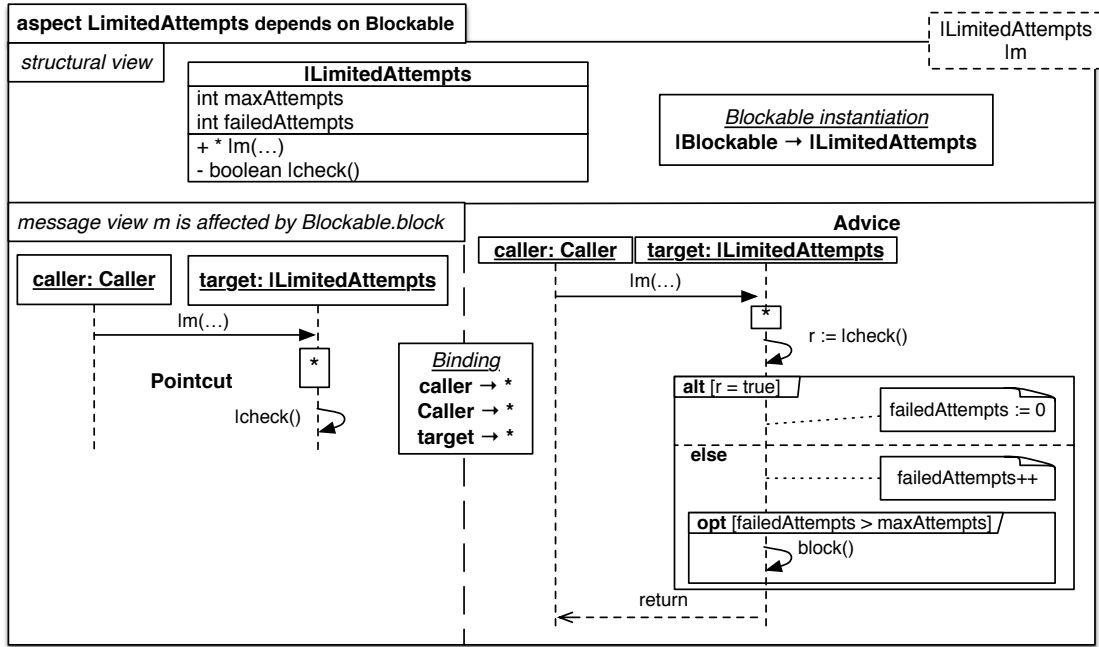 aspect LimitedAttempts depends on Blockable
|LimitedAttempts
|m
structural view
|LimitedAttempts
int maxAttempts
int failedAttempts
+ * |m(…)
- boolean |check()
Blockable instantiation
|Blockable → |LimitedAttempts
message view m is affected by Blockable.block
caller: Caller
target: |LimitedAttempts
|m(…)
*
Pointcut
|check()
Binding
caller → *
Caller → *
target → *
Advice
caller: Caller
target: |LimitedAttempts
|m(…)
*
r := |check()
alt [r = true]
failedAttempts := 0
else
failedAttempts++
opt [failedAttempts > maxAttempts]
block()
return